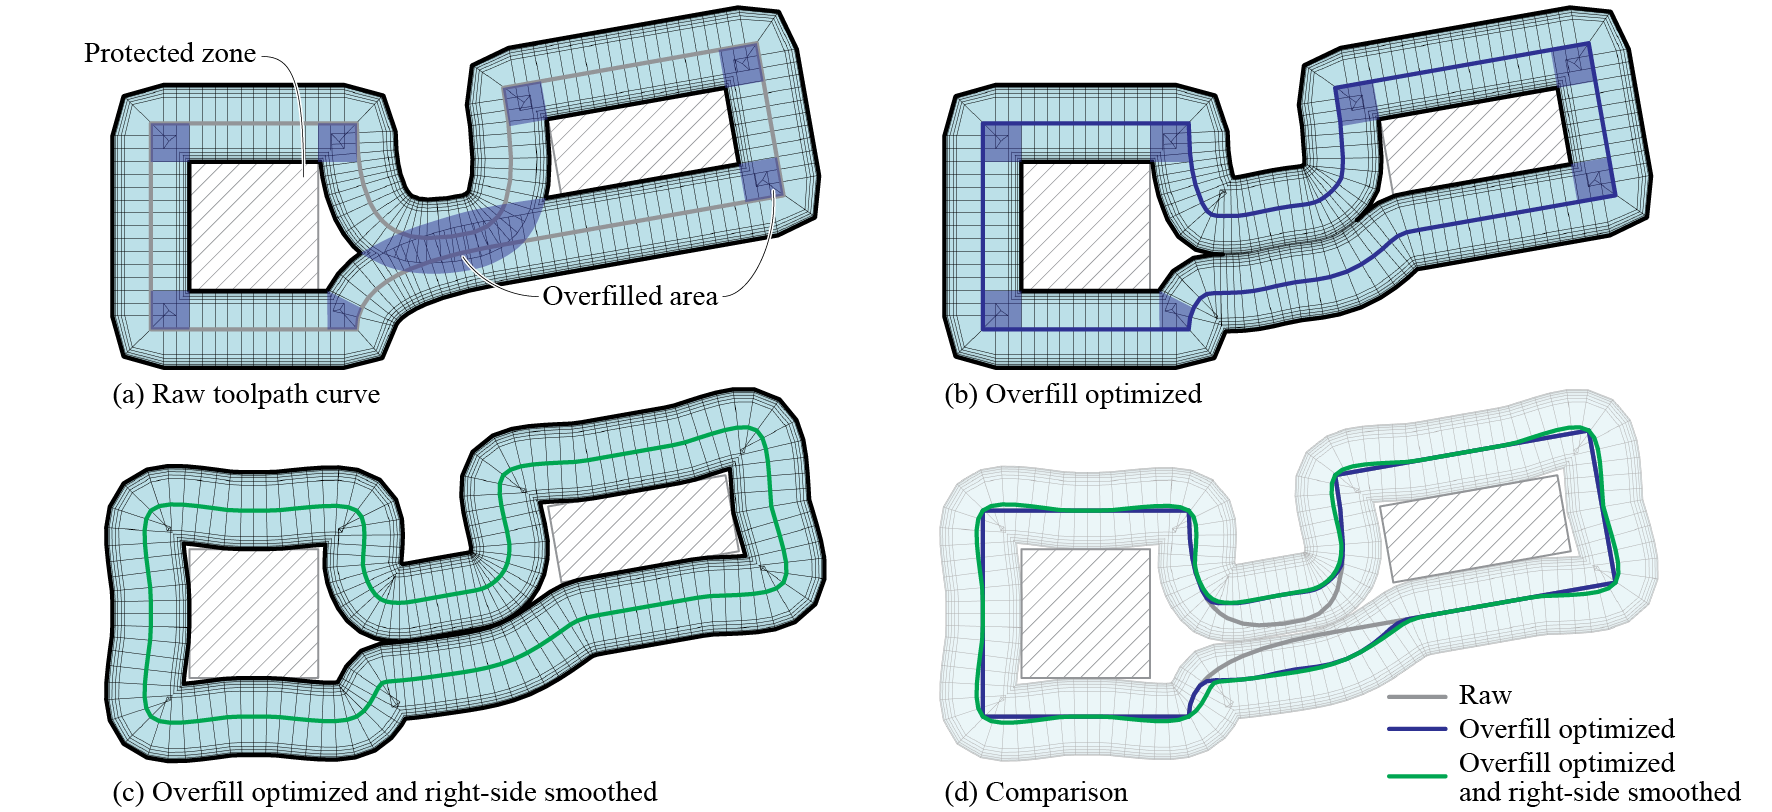 Protected zone
Overfilled area
(a) Raw toolpath curve
(b) Overfill optimized
Raw
Overfill optimized
Overfill optimized
and right-side smoothed
(c) Overfill optimized and right-side smoothed
(d) Comparison